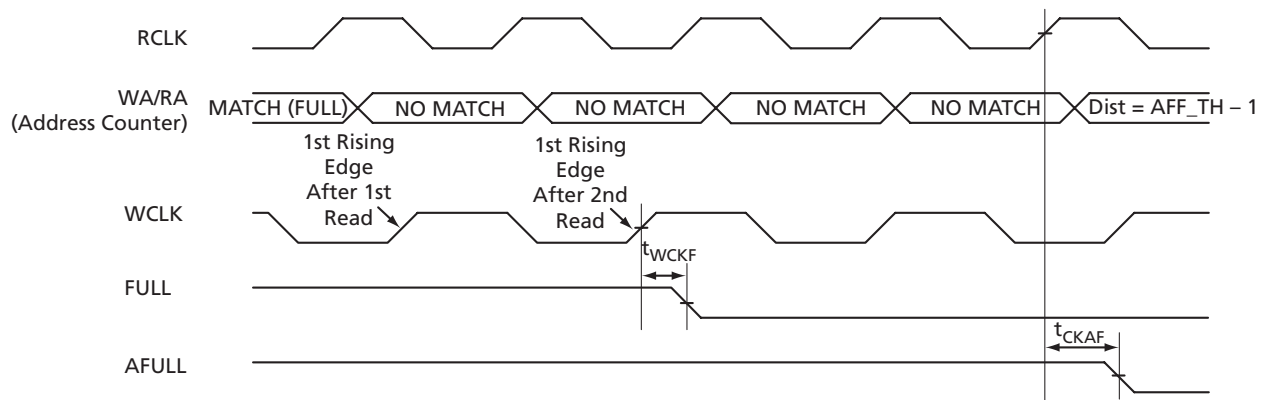 RCLK
WA/RA
(Address Counter)
MATCH (FULL)
NO MATCH
NO MATCH
NO MATCH
NO MATCH
Dist = AFF_TH – 1
1st Rising
Edge
After 1st
Read
1st Rising
Edge
After 2nd
Read
WCLK
tWCKF
FULL
tCKAF
AFULL